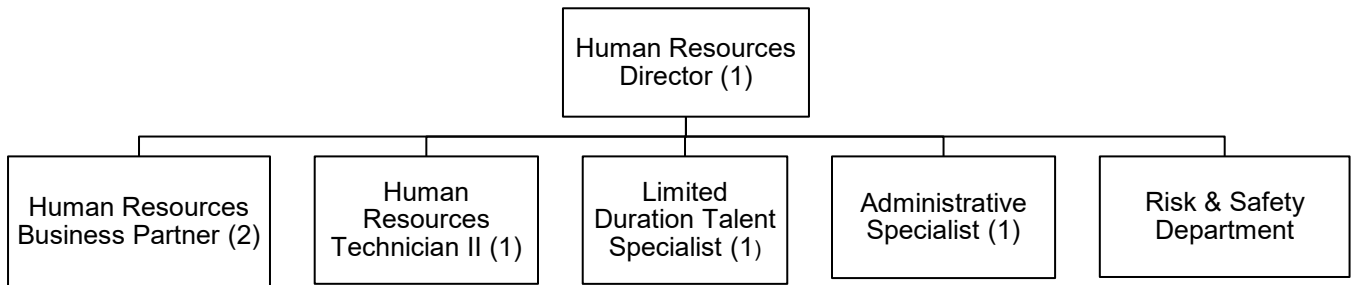 Human Resources
Director (1)
Human Resources
Business Partner (2)
Human
Resources
Technician II (1)
Limited
Duration Talent
Specialist (1)
Administrative
Specialist (1)
Risk & Safety
Department